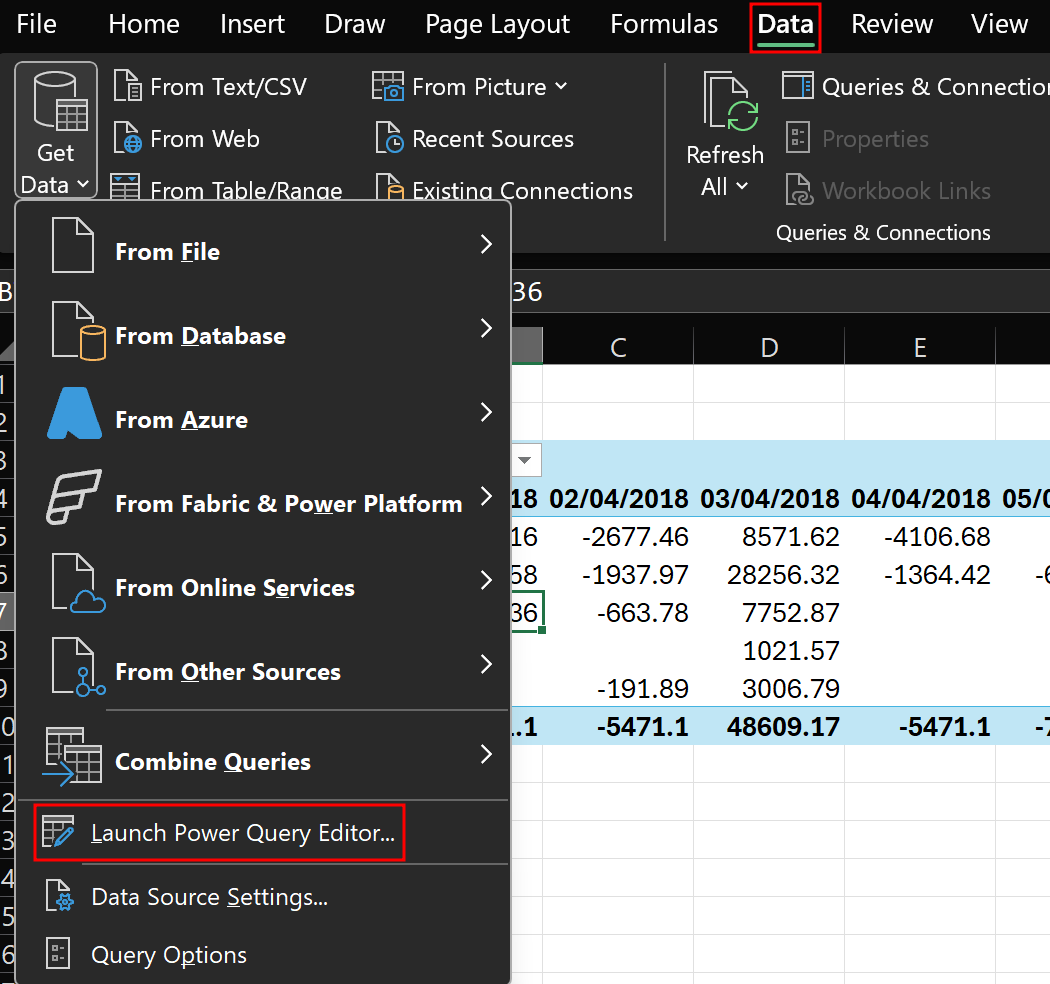 File Home Insert Draw Page Layout Formulas Data Review View
Get Data
From Text/CSV
From Web
From Table/Range
From Picture
Recent Sources
Existing Connections
Refresh All
Queries & Connection
Properties
Workbook Links
Queries & Connections
From File
From Database
From Azure
From Fabric & Power Platform
From Online Services
From Other Sources
Combine Queries
Launch Power Query Editor...
Data Source Settings...
Query Options
B 36
C D E
1
2
3
4 18 02/04/2018 03/04/2018 04/04/2018 05/0
5 16 -2677.46 8571.62 -4106.68
6 58 -1937.97 28256.32 -1364.42 -6
7 36 -663.78 7752.87
8 1021.57
9 -191.89 3006.79
0 .1 -5471.1 48609.17 -5471.1 -7
1
2
3
4
5
6